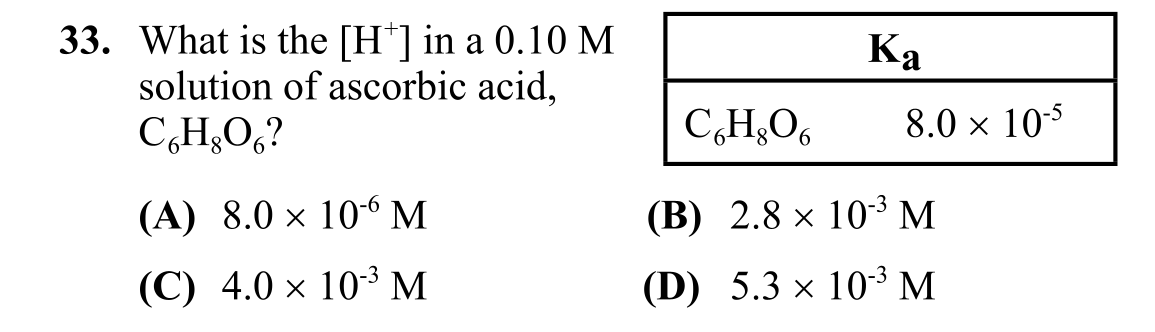 33. What is the [H⁺] in a 0.10 M
solution of ascorbic acid,
C₆H₈O₆?
Kₐ
C₆H₈O₆ 8.0 × 10⁻⁵
(A) 8.0 × 10⁻⁶ M
(B) 2.8 × 10⁻³ M
(C) 4.0 × 10⁻³ M
(D) 5.3 × 10⁻³ M